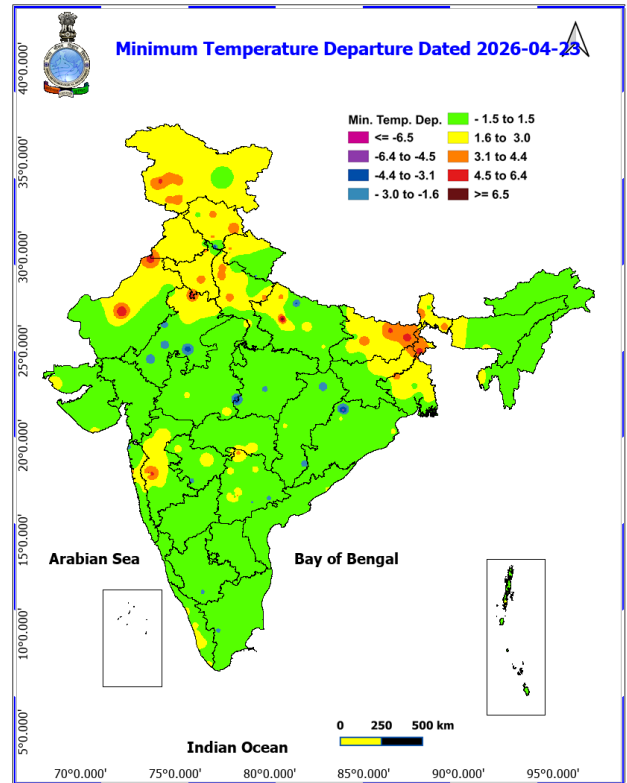 Minimum Temperature Departure Dated 2026-04-23
Min. Temp. Dep.
<= -6.5
-6.4 to -4.5
-4.4 to -3.1
- 3.0 to -1.6
- 1.5 to 1.5
1.6 to 3.0
3.1 to 4.4
4.5 to 6.4
>= 6.5
40°0.000'
35°0.000'
30°0.000'
25°0.000'
20°0.000'
15°0.000'
10°0.000'
5°0.000'
Arabian Sea
Bay of Bengal
Indian Ocean
0 250 500 km
70°0.000' 75°0.000' 80°0.000' 85°0.000' 90°0.000' 95°0.000'